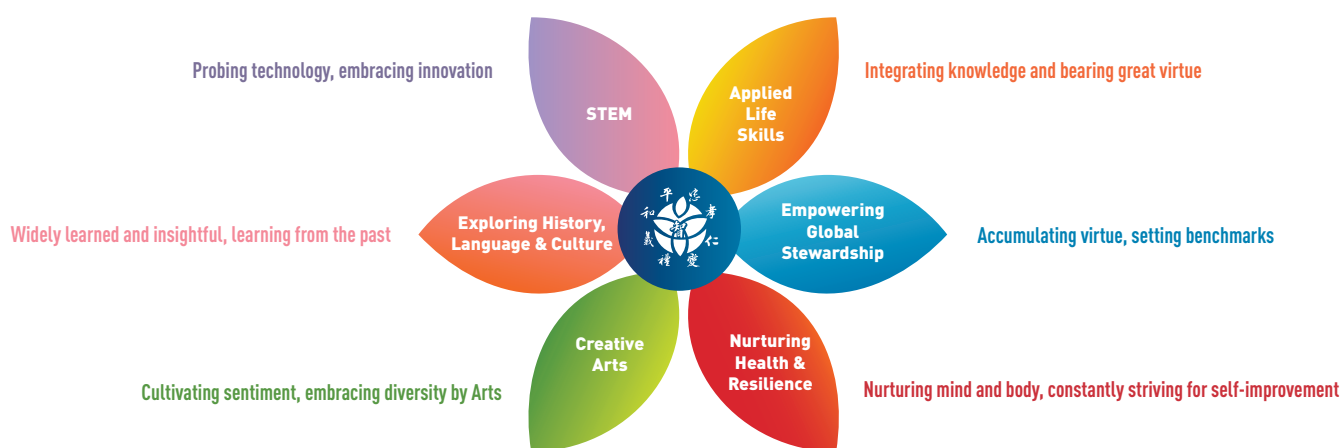 Probing technology, embracing innovation
STEM
Applied
Life
Skills
Integrating knowledge and bearing great virtue
Widely learned and insightful, learning from the past
Exploring History,
Language & Culture
平
忠
和
孝
智
義
仁
禮
變
Empowering
Global
Stewardship
Accumulating virtue, setting benchmarks
Cultivating sentiment, embracing diversity by Arts
Creative
Arts
Nurturing
Health &
Resilience
Nurturing mind and body, constantly striving for self-improvement